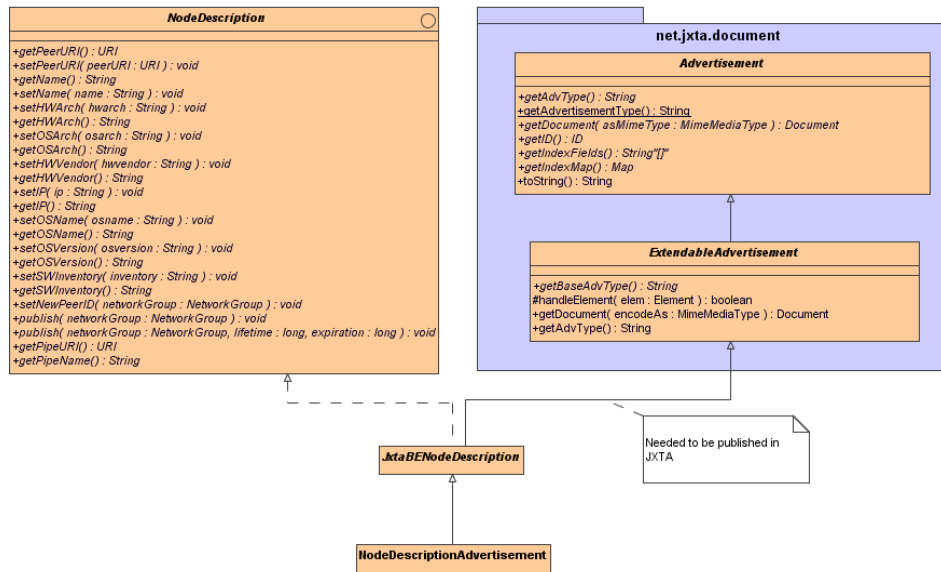 NodeDescription
+getPeerURI() : URI
+setPeerURI( peerURI : URI ) : void
+getName() : String
+setName( name : String ) : void
+setHWArch( hwarch : String ) : void
+getHWArch() : String
+setOSArch( osarch : String ) : void
+getOSArch() : String
+setHWVendor( hwvendor : String ) : void
+getHWVendor() : String
+setIP( ip : String ) : void
+getIP() : String
+setOSName( osname : String ) : void
+getOSName() : String
+setOSVersion( osversion : String ) : void
+getOSVersion() : String
+setSWInventory( inventory : String ) : void
+getSWInventory() : String
+setNewPeerID( networkGroup : NetworkGroup ) : void
+publish( networkGroup : NetworkGroup ) : void
+publish( networkGroup : NetworkGroup, lifetime : long, expiration : long ) : void
+getPipeURI() : URI
+getPipeName() : String
net.jxta.document
Advertisement
+getAdvType() : String
+getAdvertisementType() : String
+getDocument( asMimeType : MimeMediaType ) : Document
+getID() : ID
+getIndexFields() : String"[]"
+getIndexMap() : Map
+toString() : String
ExtendableAdvertisement
+getBaseAdvType() : String
#handleElement( elem : Element ) : boolean
+getDocument( encodeAs : MimeMediaType ) : Document
+getAdvType() : String
Needed to be published in
JXTA
JxtaBENodeDescription
NodeDescriptionAdvertisement